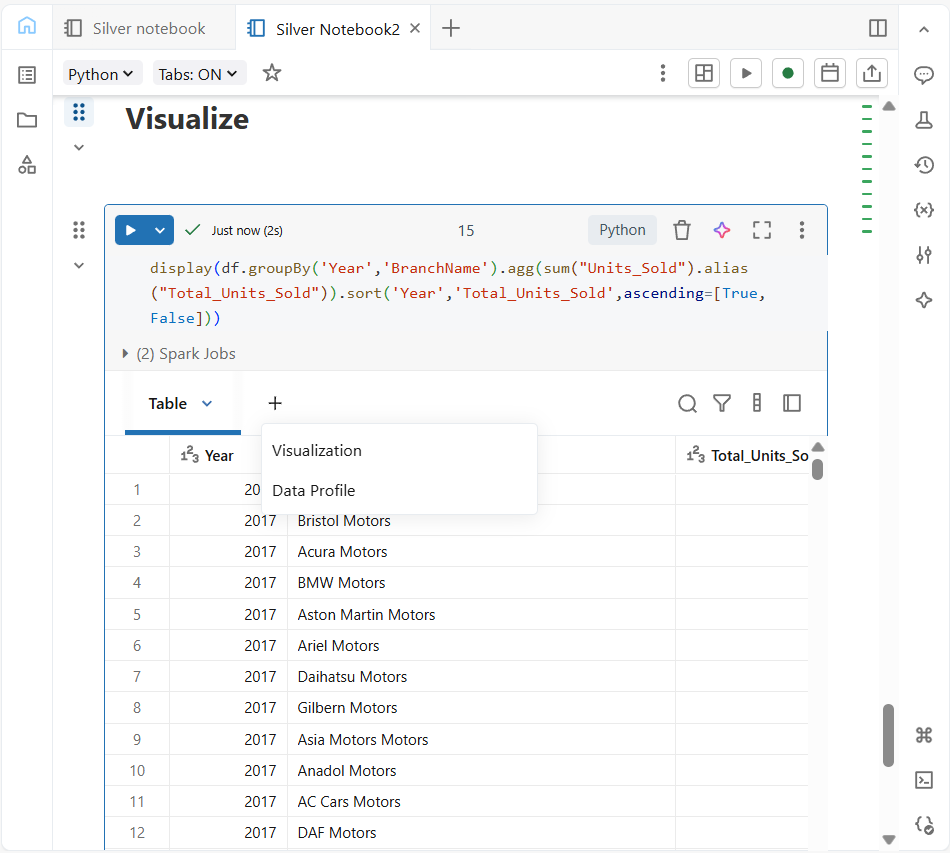 Silver notebook
Silver Notebook2
Python
Tabs: ON
Visualize
Just now (2s)
15
Python
display(df.groupBy('Year','BranchName').agg(sum("Units_Sold").alias
("Total_Units_Sold")).sort('Year','Total_Units_Sold',ascending=[True,
False]))
(2) Spark Jobs
Table
Visualization
Data Profile
123 Year
123 Total_Units_So
1 20
2 2017 Bristol Motors
3 2017 Acura Motors
4 2017 BMW Motors
5 2017 Aston Martin Motors
6 2017 Ariel Motors
7 2017 Daihatsu Motors
8 2017 Gilbern Motors
9 2017 Asia Motors Motors
10 2017 Anadol Motors
11 2017 AC Cars Motors
12 2017 DAF Motors